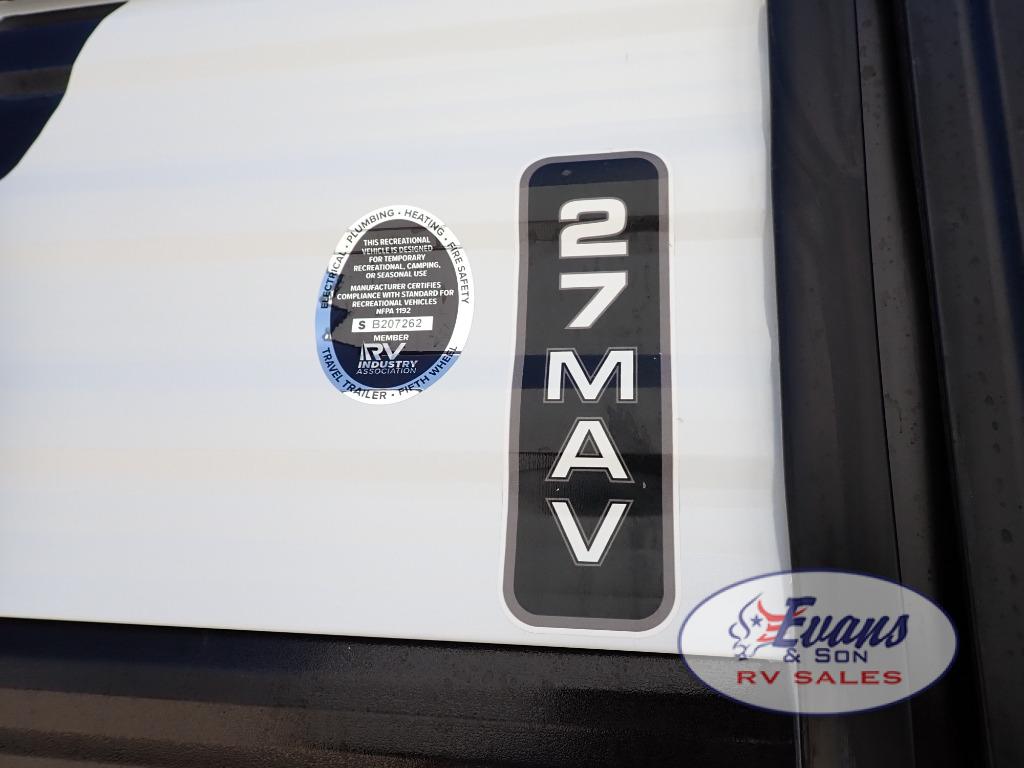 ELECTRICAL · PLUMBING · HEATING · FIRE SAFETY
THIS RECREATIONAL
VEHICLE IS DESIGNED
FOR TEMPORARY
RECREATIONAL, CAMPING,
OR SEASONAL USE
MANUFACTURER CERTIFIES
COMPLIANCE WITH STANDARD FOR
RECREATIONAL VEHICLES
NFPA 1192
S B207262
MEMBER
RV
INDUSTRY
ASSOCIATION
TRAVEL TRAILER · FIFTH WHEEL
2
7
M
A
V
Evans
& SON
RV SALES